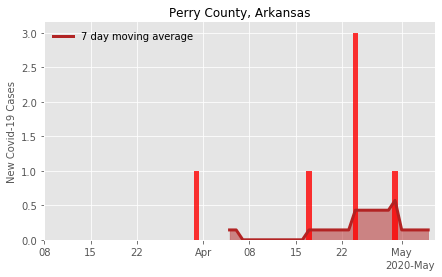 Perry County, Arkansas
7 day moving average
New Covid-19 Cases
3.0
2.5
2.0
1.5
1.0
0.5
0.0
08 15 22 Apr 08 15 22 May
2020-May